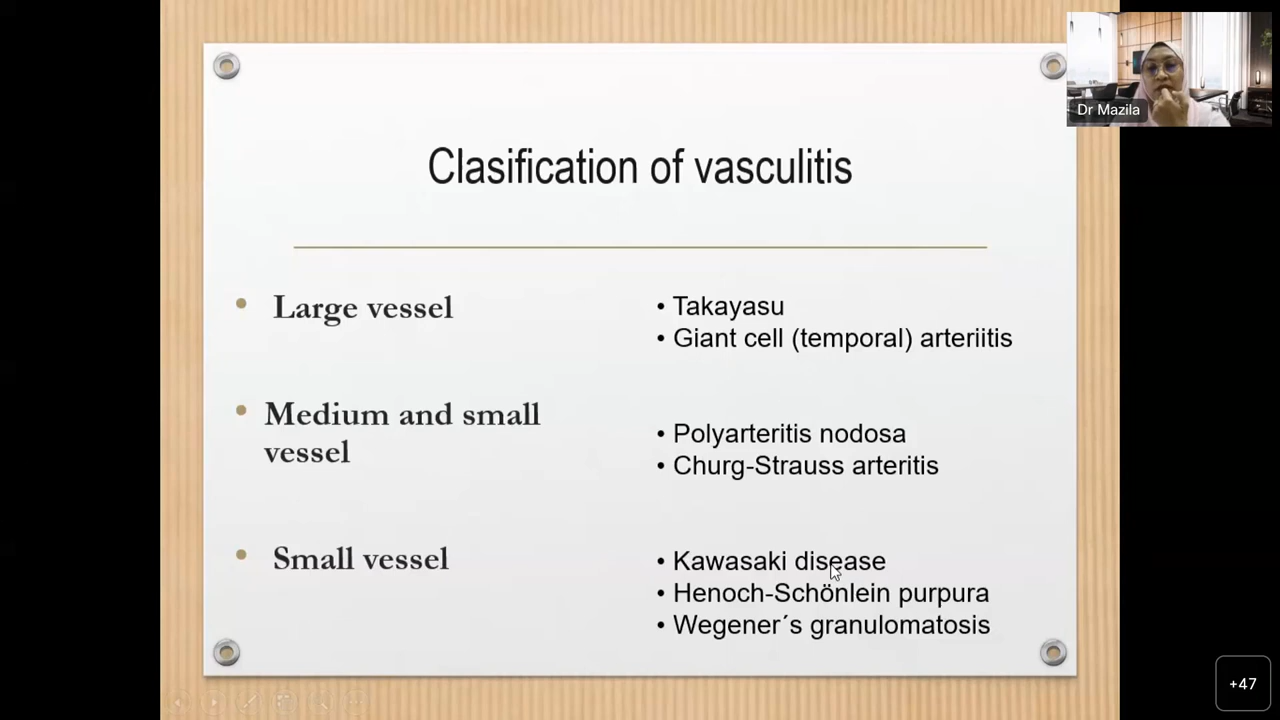 Dr Mazila
Clasification of vasculitis
• Large vessel
• Takayasu
• Giant cell (temporal) arteriitis
• Medium and small
vessel
• Polyarteritis nodosa
• Churg-Strauss arteritis
• Small vessel
• Kawasaki disease
• Henoch-Schönlein purpura
• Wegener´s granulomatosis
+47